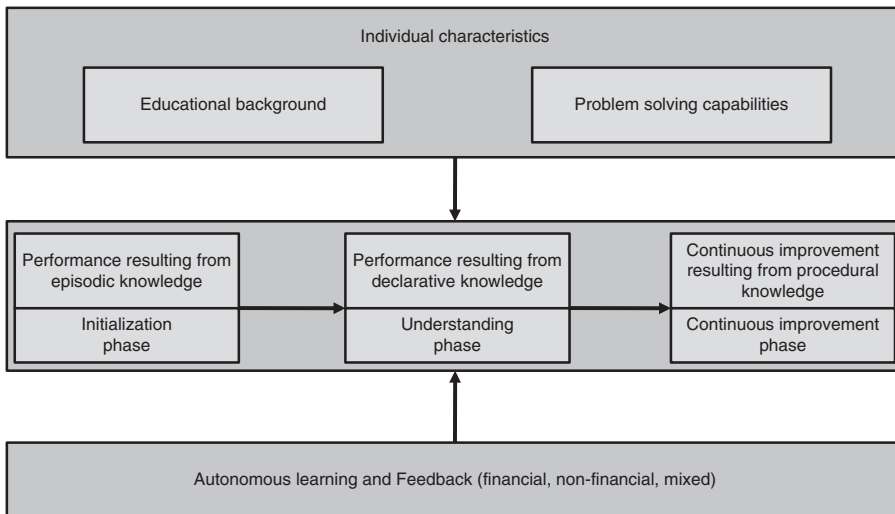 Individual characteristics
Educational background
Problem solving capabilities
Performance resulting from
episodic knowledge
Initialization
phase
Performance resulting from
declarative knowledge
Understanding
phase
Continuous improvement
resulting from procedural
knowledge
Continuous improvement
phase
Autonomous learning and Feedback (financial, non-financial, mixed)